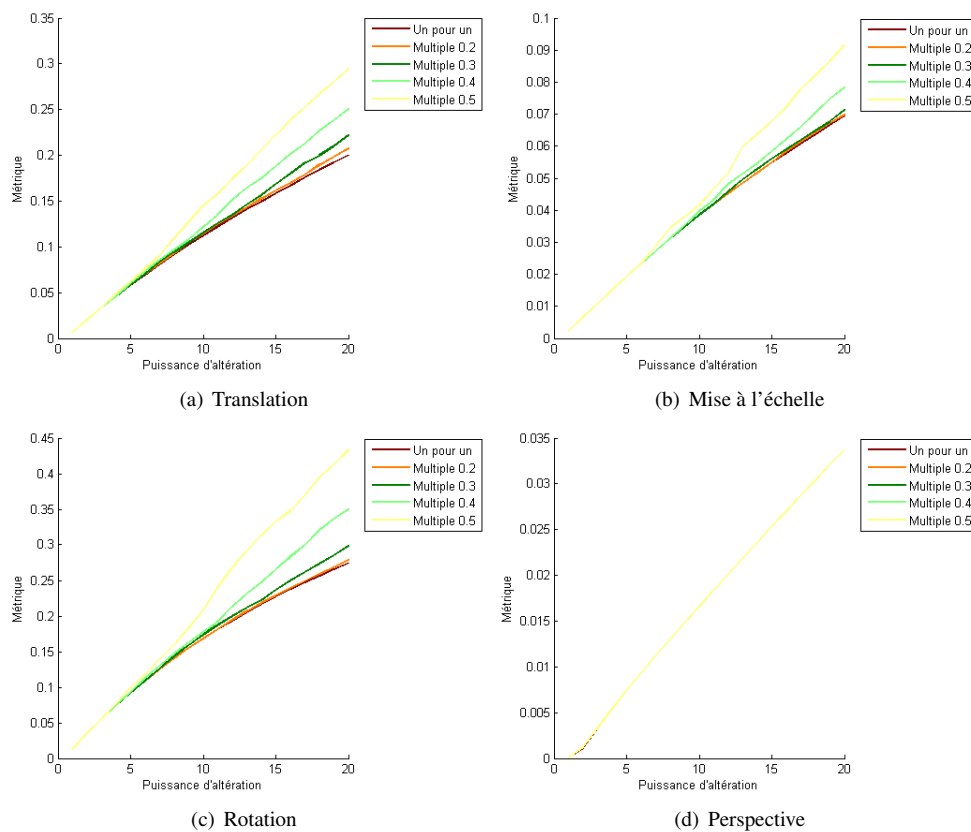 0.35
0.3
0.25
0.2
0.15
0.1
0.05
0
Métrique
0 5 10 15 20
Puissance d'altération
Un pour un
Multiple 0.2
Multiple 0.3
Multiple 0.4
Multiple 0.5
(a) Translation
0.1
0.09
0.08
0.07
0.06
0.05
0.04
0.03
0.02
0.01
0
Métrique
0 5 10 15 20
Puissance d'altération
Un pour un
Multiple 0.2
Multiple 0.3
Multiple 0.4
Multiple 0.5
(b) Mise à l'échelle
0.45
0.4
0.35
0.3
0.25
0.2
0.15
0.1
0.05
0
Métrique
0 5 10 15 20
Puissance d'altération
Un pour un
Multiple 0.2
Multiple 0.3
Multiple 0.4
Multiple 0.5
(c) Rotation
0.035
0.03
0.025
0.02
0.015
0.01
0.005
0
Métrique
0 5 10 15 20
Puissance d'altération
Un pour un
Multiple 0.2
Multiple 0.3
Multiple 0.4
Multiple 0.5
(d) Perspective